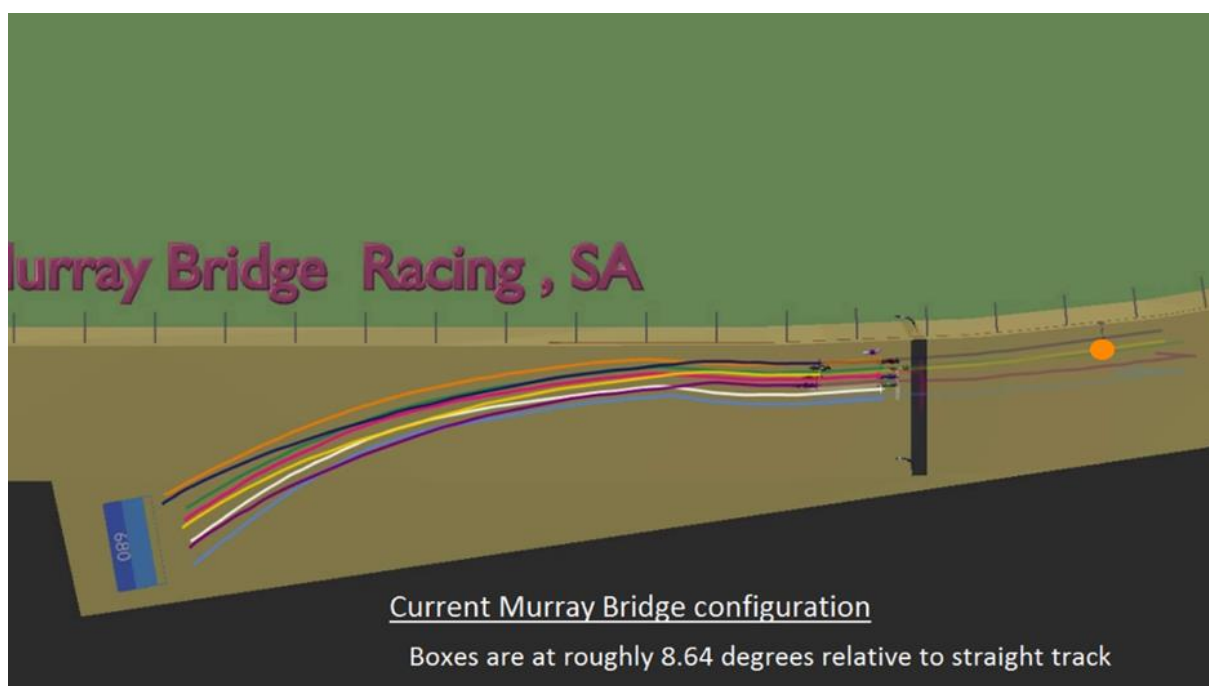 urray Bridge Racing , SA
680
Current Murray Bridge configuration
Boxes are at roughly 8.64 degrees relative to straight track